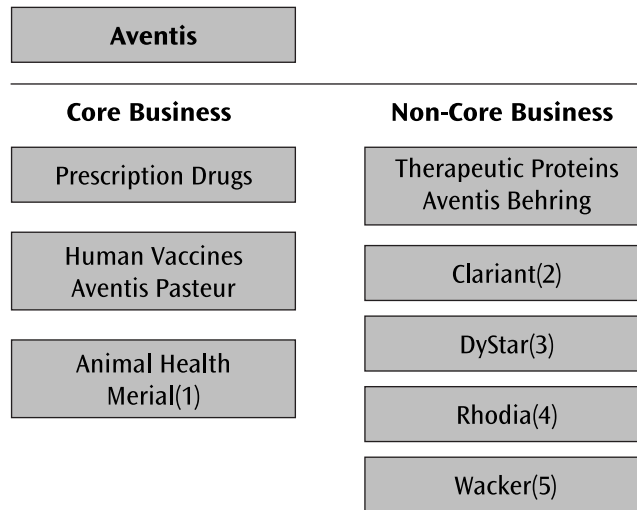 Aventis
Core Business
Prescription Drugs
Human Vaccines
Aventis Pasteur
Animal Health
Merial(1)
Non-Core Business
Therapeutic Proteins
Aventis Behring
Clariant(2)
DyStar(3)
Rhodia(4)
Wacker(5)